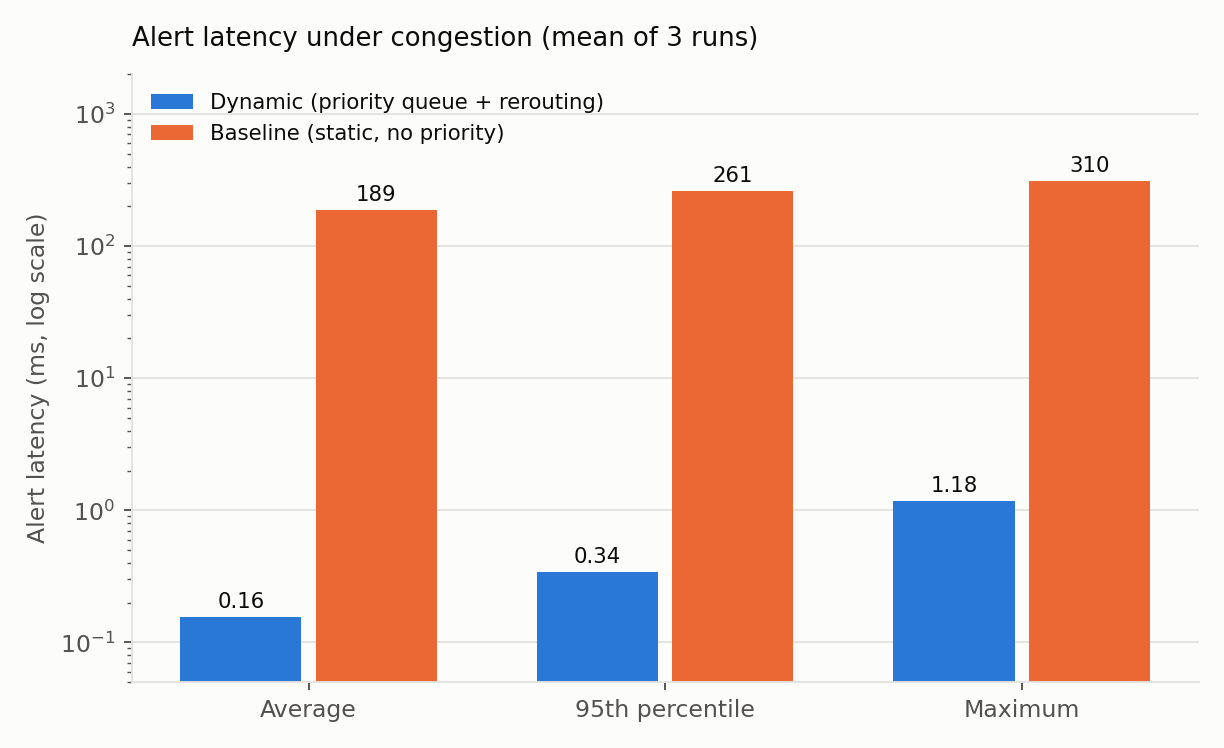 Alert latency under congestion (mean of 3 runs)
Dynamic (priority queue + rerouting)
Baseline (static, no priority)
Alert latency (ms, log scale)
10³
10²
10¹
10⁰
10⁻¹
0.16
189
0.34
261
1.18
310
Average
95th percentile
Maximum